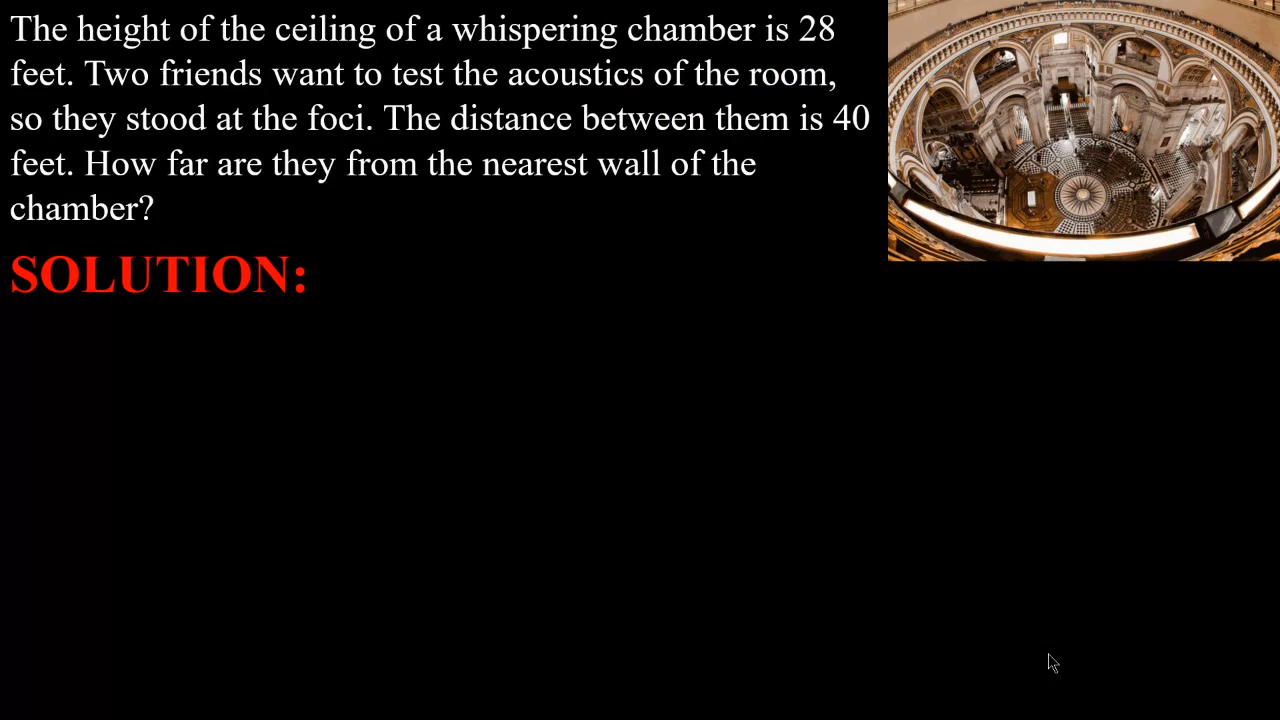 The height of the ceiling of a whispering chamber is 28
feet. Two friends want to test the acoustics of the room,
so they stood at the foci. The distance between them is 40
feet. How far are they from the nearest wall of the
chamber?
SOLUTION: